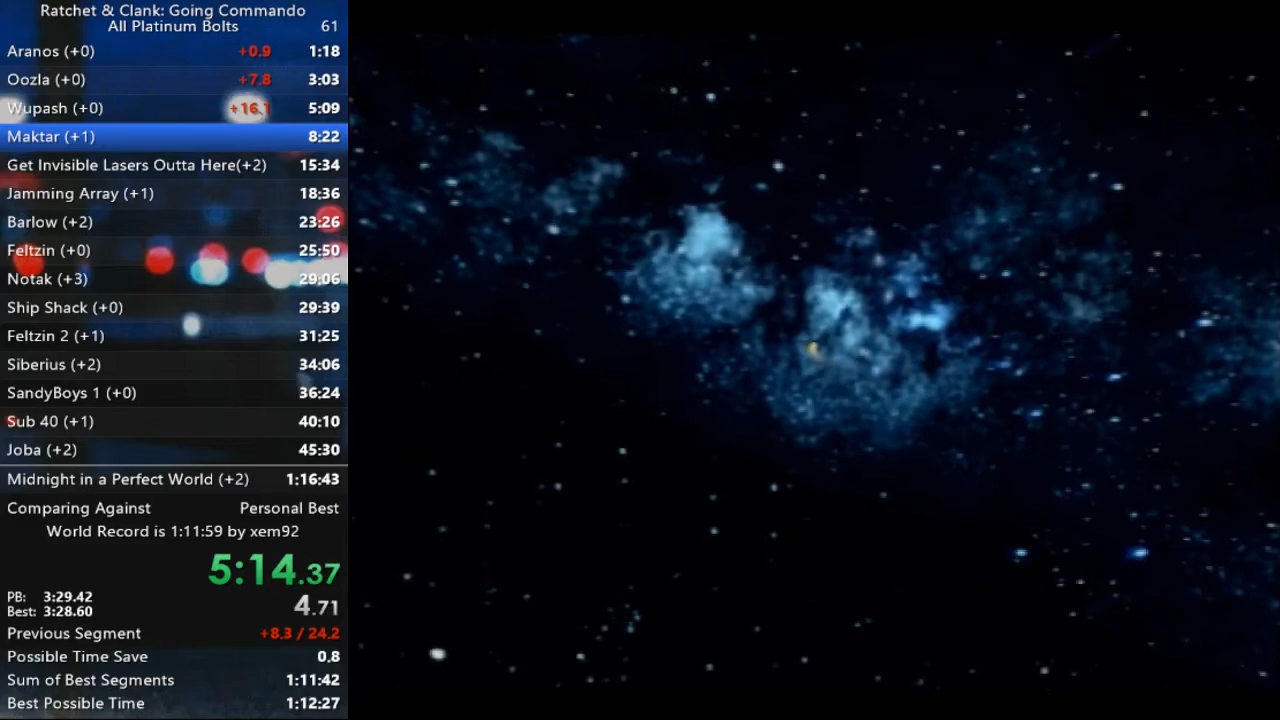 Ratchet & Clank: Going Commando
All Platinum Bolts 61
Aranos (+0) +0.9 1:18
Oozla (+0) +7.8 3:03
Wupash (+0) +16.1 5:09
Maktar (+1) 8:22
Get Invisible Lasers Outta Here(+2) 15:34
Jamming Array (+1) 18:36
Barlow (+2) 23:26
Feltzin (+0) 25:50
Notak (+3) 29:06
Ship Shack (+0) 29:39
Feltzin 2 (+1) 31:25
Siberius (+2) 34:06
SandyBoys 1 (+0) 36:24
Sub 40 (+1) 40:10
Joba (+2) 45:30
Midnight in a Perfect World (+2) 1:16:43
Comparing Against Personal Best
World Record is 1:11:59 by xem92
5:14.37
PB: 3:29.42
Best: 3:28.60 4.71
Previous Segment +8.3 / 24.2
Possible Time Save 0.8
Sum of Best Segments 1:11:42
Best Possible Time 1:12:27